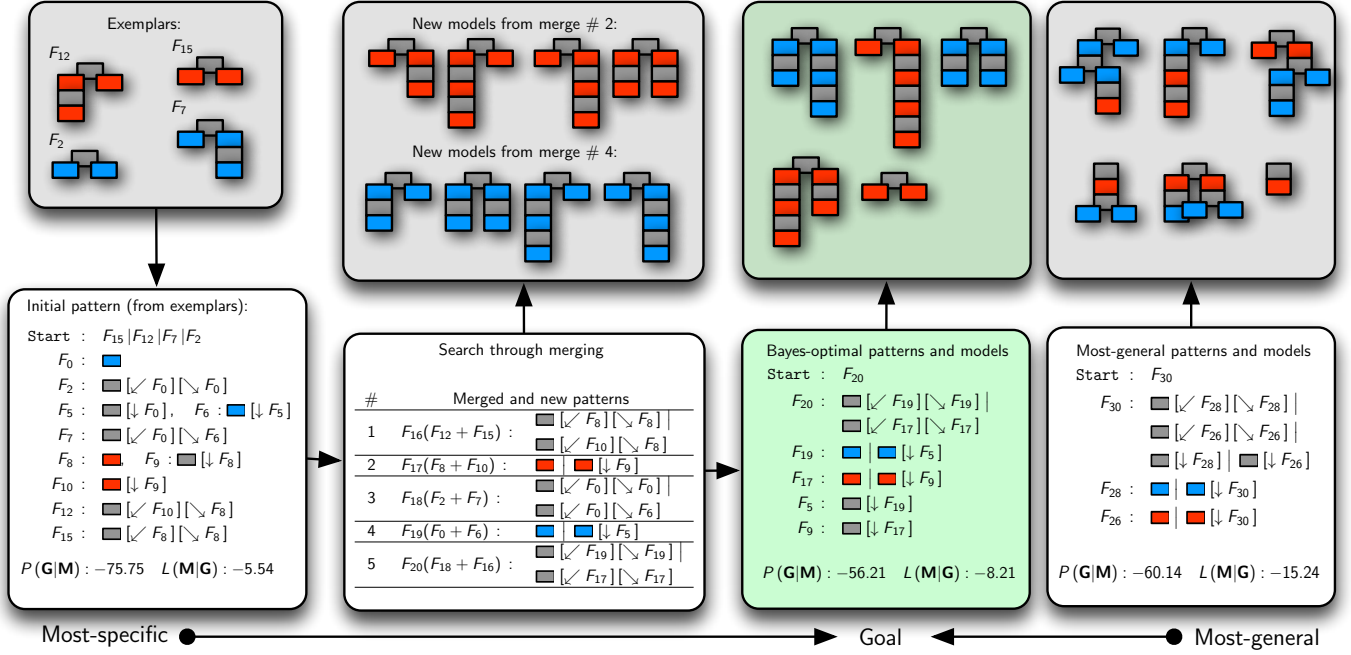 Exemplars:
F12
F15
F7
F2
New models from merge # 2:
New models from merge # 4:
Initial pattern (from exemplars):
Start : F15|F12|F7|F2
F0 :
F2 : [↙ F0][↘ F0]
F5 : [↓ F0], F6 : [↓ F5]
F7 : [↙ F0][↘ F6]
F8 : , F9 : [↓ F8]
F10 : [↓ F9]
F12 : [↙ F10][↘ F8]
F15 : [↙ F8][↘ F8]
P(G|M) : −75.75 L(M|G) : −5.54
Search through merging
# Merged and new patterns
1 F16(F12 + F15) : [↙ F8][↘ F8] |
[↙ F10][↘ F8]
2 F17(F8 + F10) : | [↓ F9]
3 F18(F2 + F7) : [↙ F0][↘ F0] |
[↙ F0][↘ F6]
4 F19(F0 + F6) : | [↓ F5]
5 F20(F18 + F16) : [↙ F19][↘ F19] |
[↙ F17][↘ F17]
Bayes-optimal patterns and models
Start : F20
F20 : [↙ F19][↘ F19] |
[↙ F17][↘ F17]
F19 : | [↓ F5]
F17 : | [↓ F9]
F5 : [↓ F19]
F9 : [↓ F17]
P(G|M) : −56.21 L(M|G) : −8.21
Most-general patterns and models
Start : F30
F30 : [↙ F28][↘ F28] |
[↙ F26][↘ F26] |
[↓ F28] | [↓ F26]
F28 : | [↓ F30]
F26 : | [↓ F30]
P(G|M) : −60.14 L(M|G) : −15.24
Most-specific
Goal
Most-general